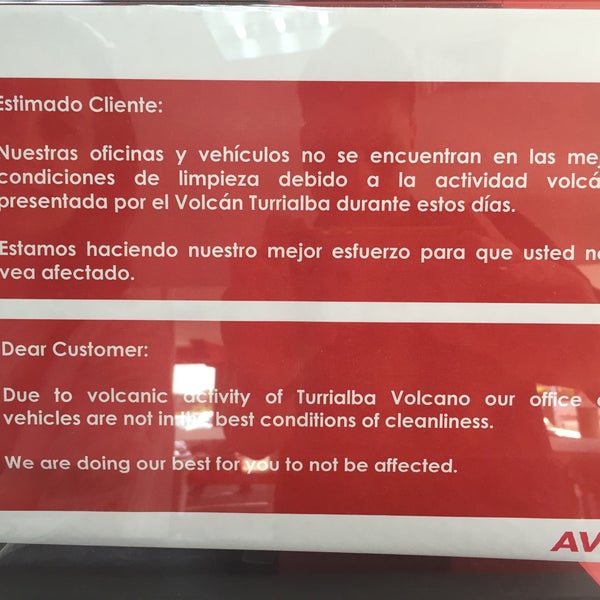 Estimado Cliente:
Nuestras oficinas y vehículos no se encuentran en las
condiciones de limpieza debido a la actividad
presentada por el Volcán Turrialba durante estos días.
Estamos haciendo nuestro mejor esfuerzo para que usted
vea afectado.
Dear Customer:
Due to volcanic activity of Turrialba Volcano our office
vehicles are not in the best conditions of cleanliness.
We are doing our best for you to not be affected.